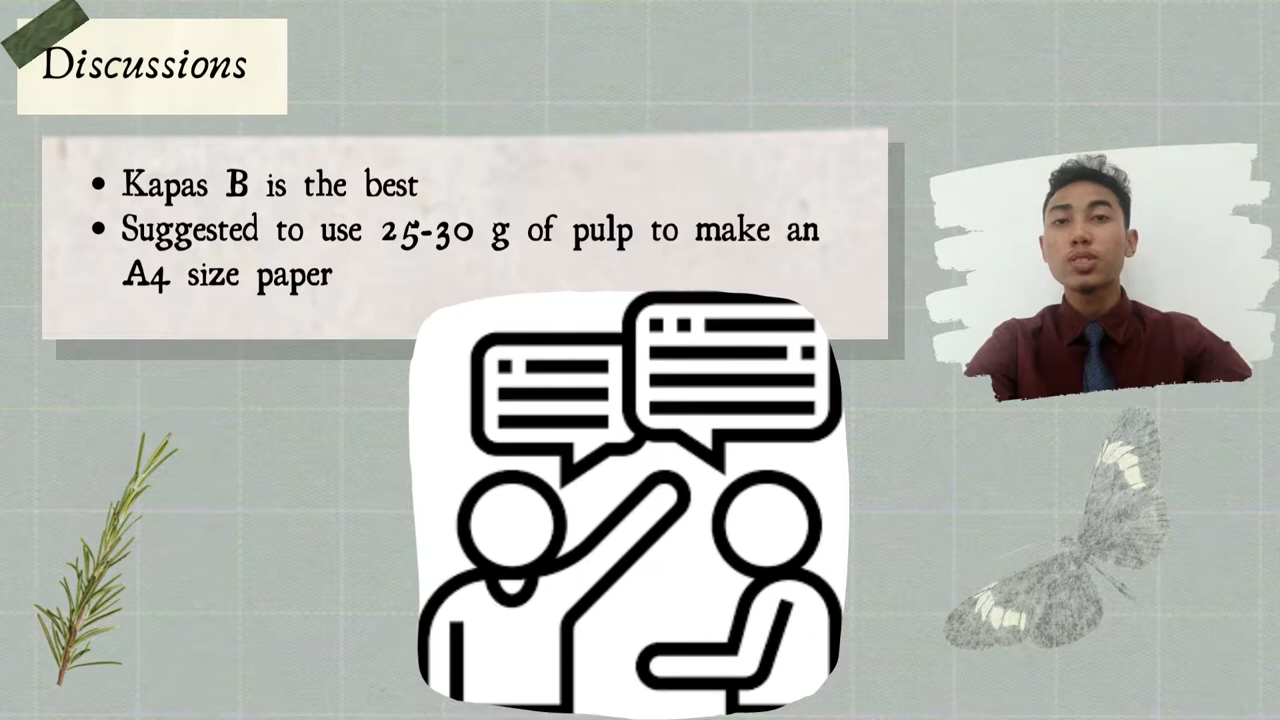 Discussions
• Kapas B is the best
• Suggested to use 25-30 g of pulp to make an
A4 size paper